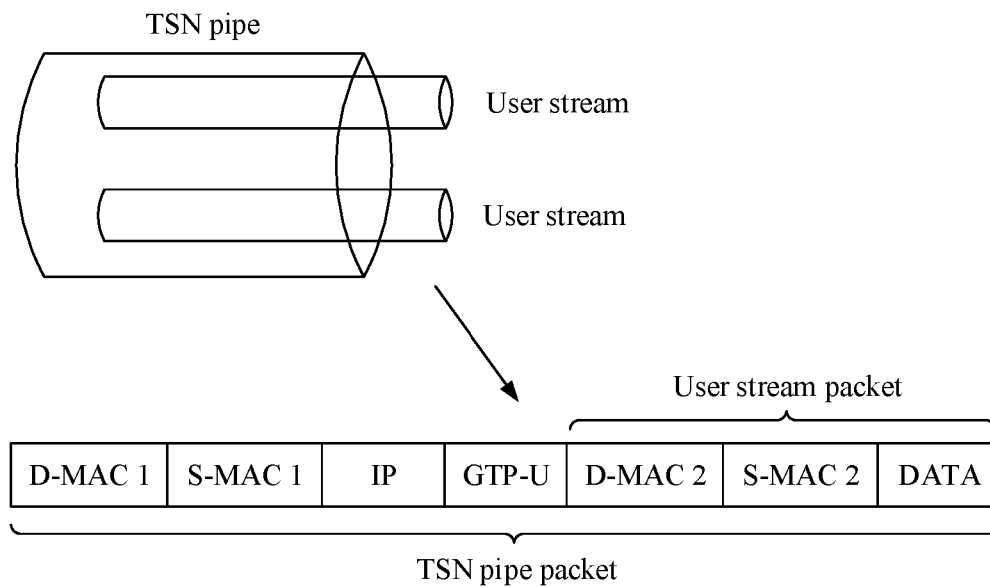 TSN pipe
User stream
User stream
User stream packet
D-MAC 1 S-MAC 1 IP GTP-U D-MAC 2 S-MAC 2 DATA
TSN pipe packet